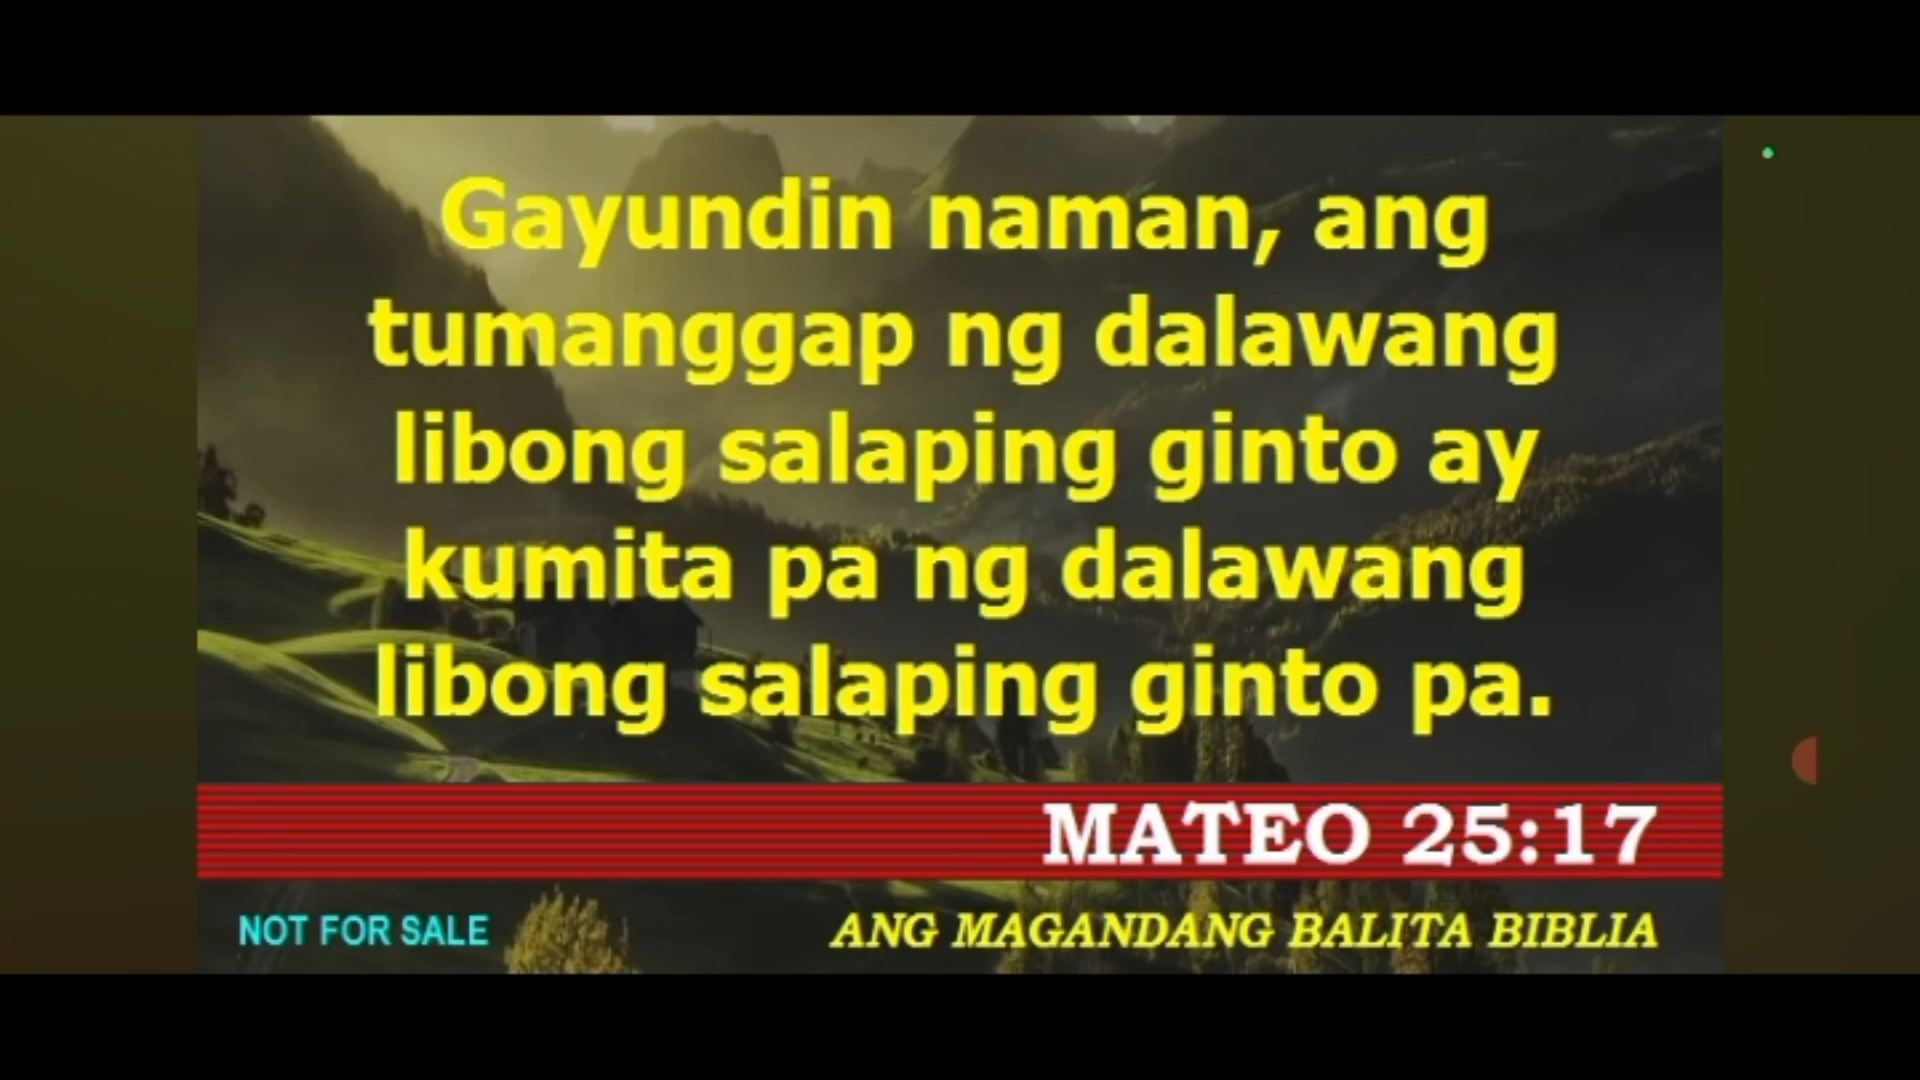 Gayundin naman, ang
tumanggap ng dalawang
libong salaping ginto ay
kumita pa ng dalawang
libong salaping ginto pa.
MATEO 25:17
NOT FOR SALE
ANG MAGANDANG BALITA BIBLIA